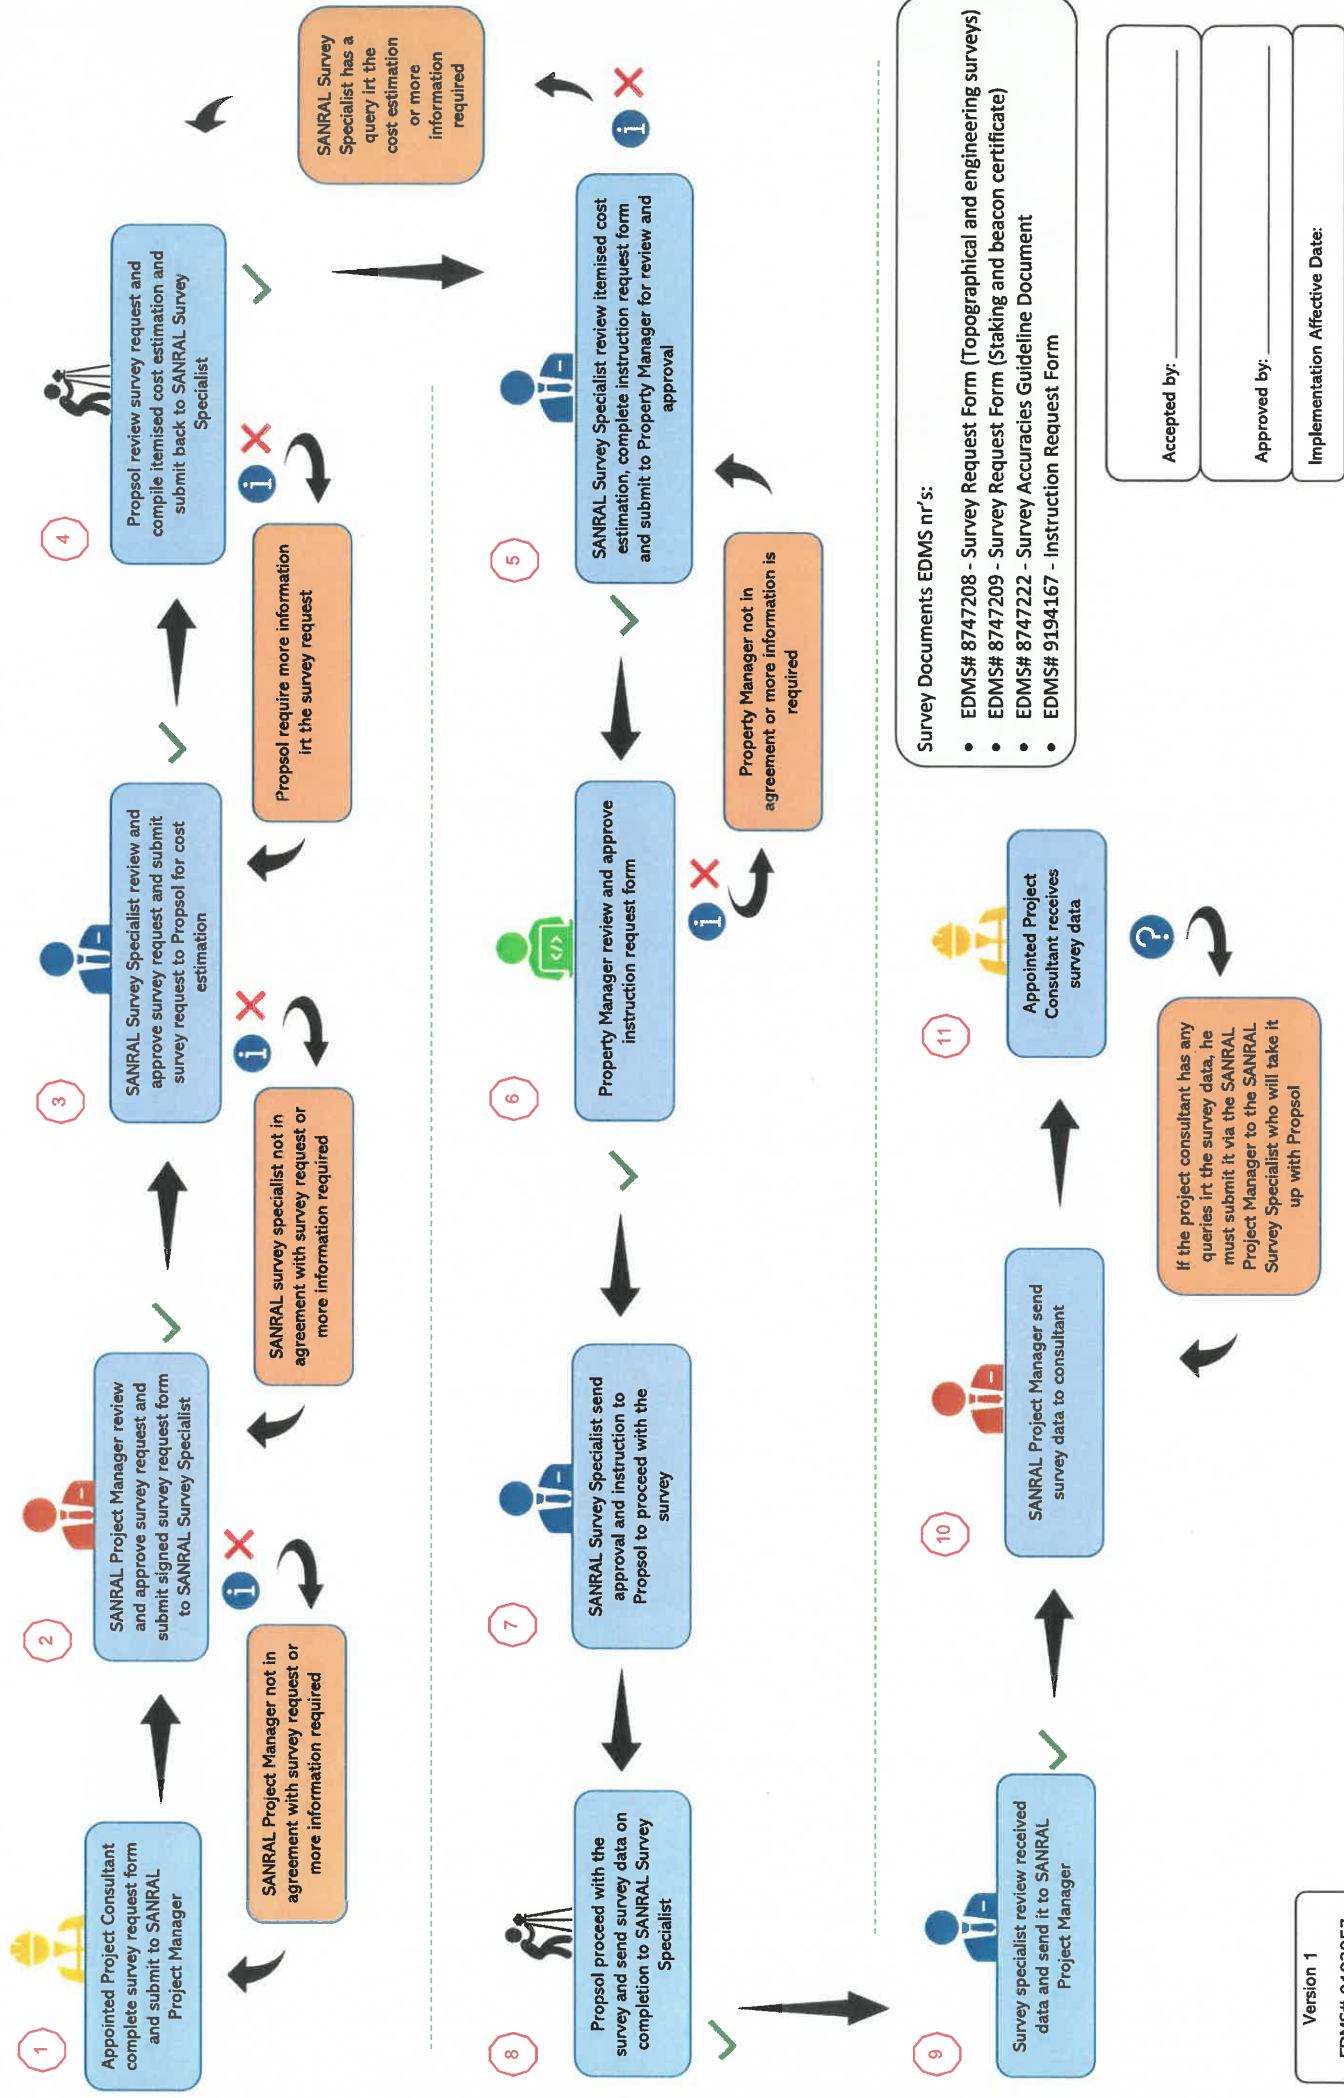 1
Appointed Project Consultant
complete survey request form
and submit to SANRAL
Project Manager
SANRAL Project Manager not in
agreement with survey request or
more information required
2
SANRAL Project Manager review
and approve survey request and
submit signed survey request form
to SANRAL Survey Specialist
SANRAL survey specialist not in
agreement with survey request or
more information required
3
SANRAL Survey Specialist review and
approve survey request and submit
survey request to Propsol for cost
estimation
Propsol require more information
irt the survey request
4
Propsol review survey request and
compile itemised cost estimation and
submit back to SANRAL Survey
Specialist
SANRAL Survey
Specialist has a
query irt the
cost estimation
or more
information
required
5
SANRAL Survey Specialist review itemised cost
estimation, complete instruction request form
and submit to Property Manager for review and
approval
Property Manager not in
agreement or more information is
required
6
Property Manager review and approve
instruction request form
7
SANRAL Survey Specialist send
approval and instruction to
Propsol to proceed with the
survey
8
Propsol proceed with the
survey and send survey data on
completion to SANRAL Survey
Specialist
9
Survey specialist review received
data and send it to SANRAL
Project Manager
10
SANRAL Project Manager send
survey data to consultant
11
Appointed Project
Consultant receives
survey data
If the project consultant has any
queries irt the survey data, he
must submit it via the SANRAL
Project Manager to the SANRAL
Survey Specialist who will take it
up with Propsol
Survey Documents EDMS nr's:
• EDMS# 8747208 - Survey Request Form (Topographical and engineering surveys)
• EDMS# 8747209 - Survey Request Form (Staking and beacon certificate)
• EDMS# 8747222 - Survey Accuracies Guideline Document
• EDMS# 9194167 - Instruction Request Form
Accepted by:
Approved by:
Implementation Affective Date:
Version 1